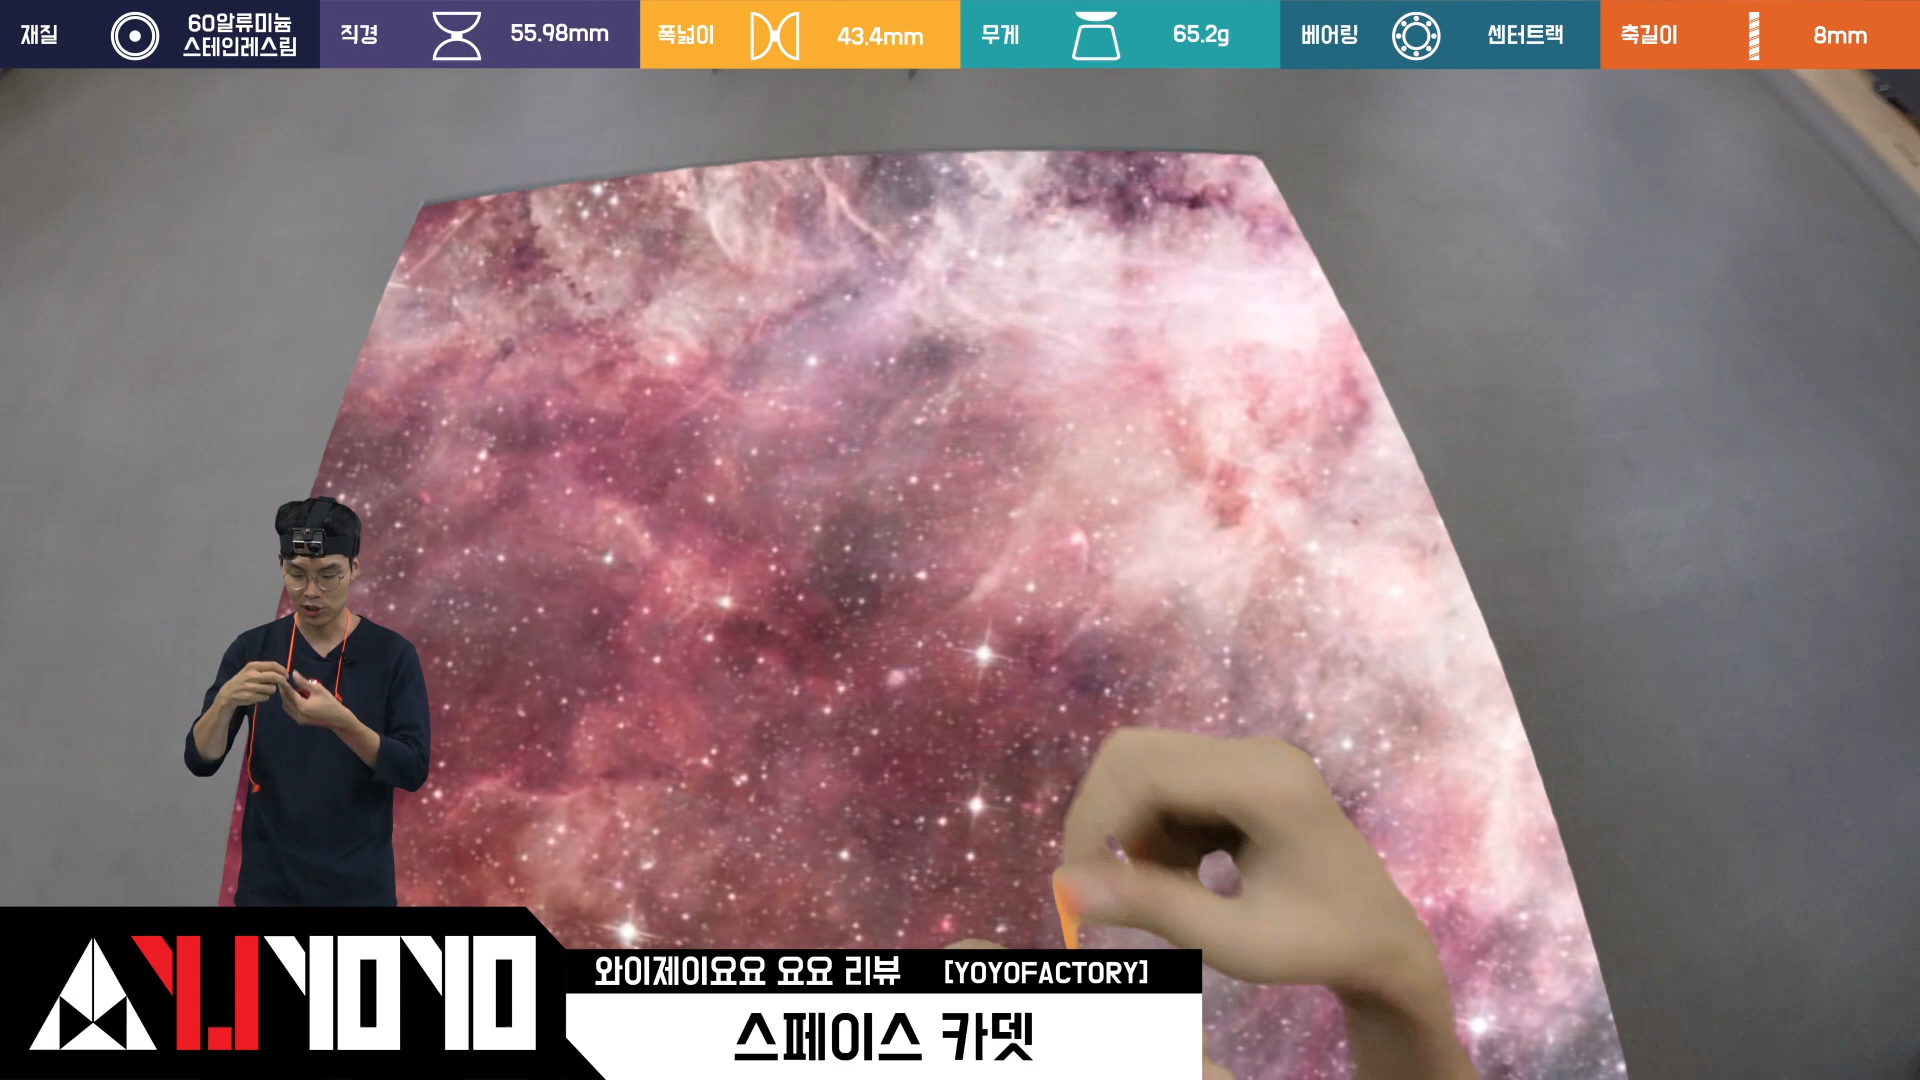 재질
60알류미늄
스테인레스림
직경
55.98mm
폭넓이
43.4mm
무게
65.2g
베어링
센터트랙
축길이
8mm
YJYOYO
와이제이요요 요요 리뷰 [YOYOFACTORY]
스페이스 카뎃